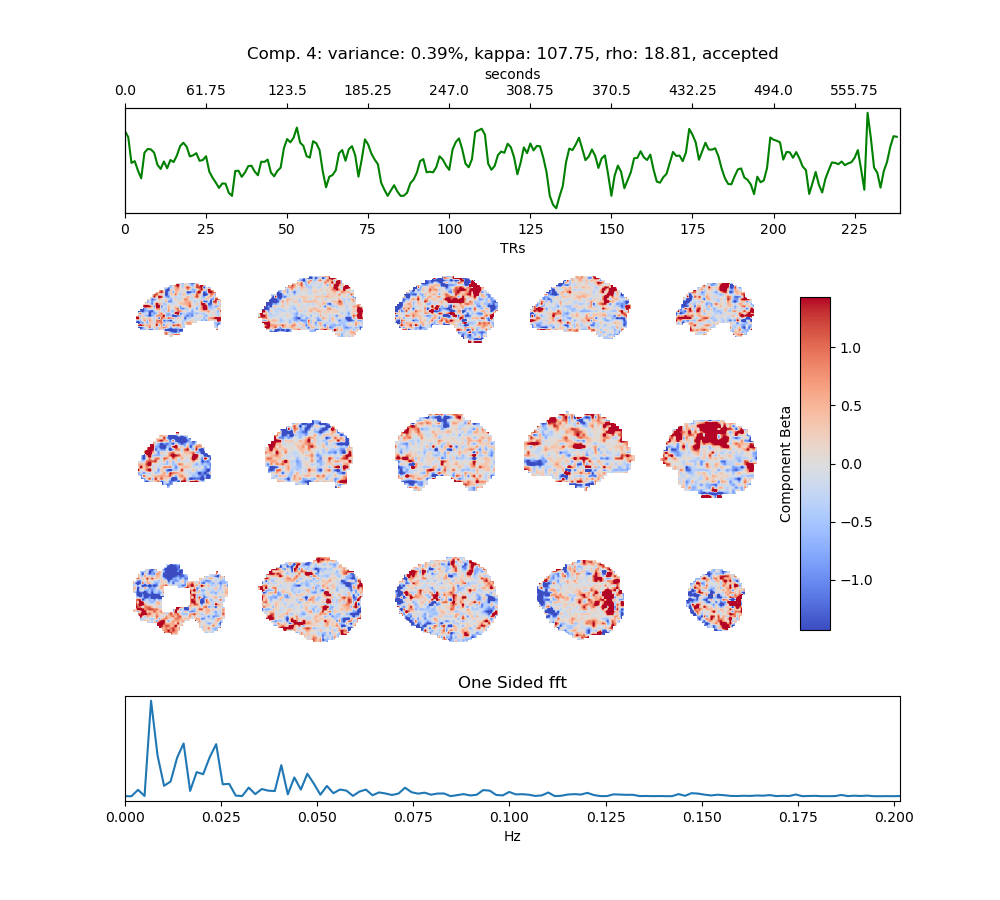 Comp. 4: variance: 0.39%, kappa: 107.75, rho: 18.81, accepted
seconds
0.0 61.75 123.5 185.25 247.0 308.75 370.5 432.25 494.0 555.75
0 25 50 75 100 125 150 175 200 225
TRs
1.0
0.5
0.0
−0.5
−1.0
Component Beta
One Sided fft
0.000 0.025 0.050 0.075 0.100 0.125 0.150 0.175 0.200
Hz